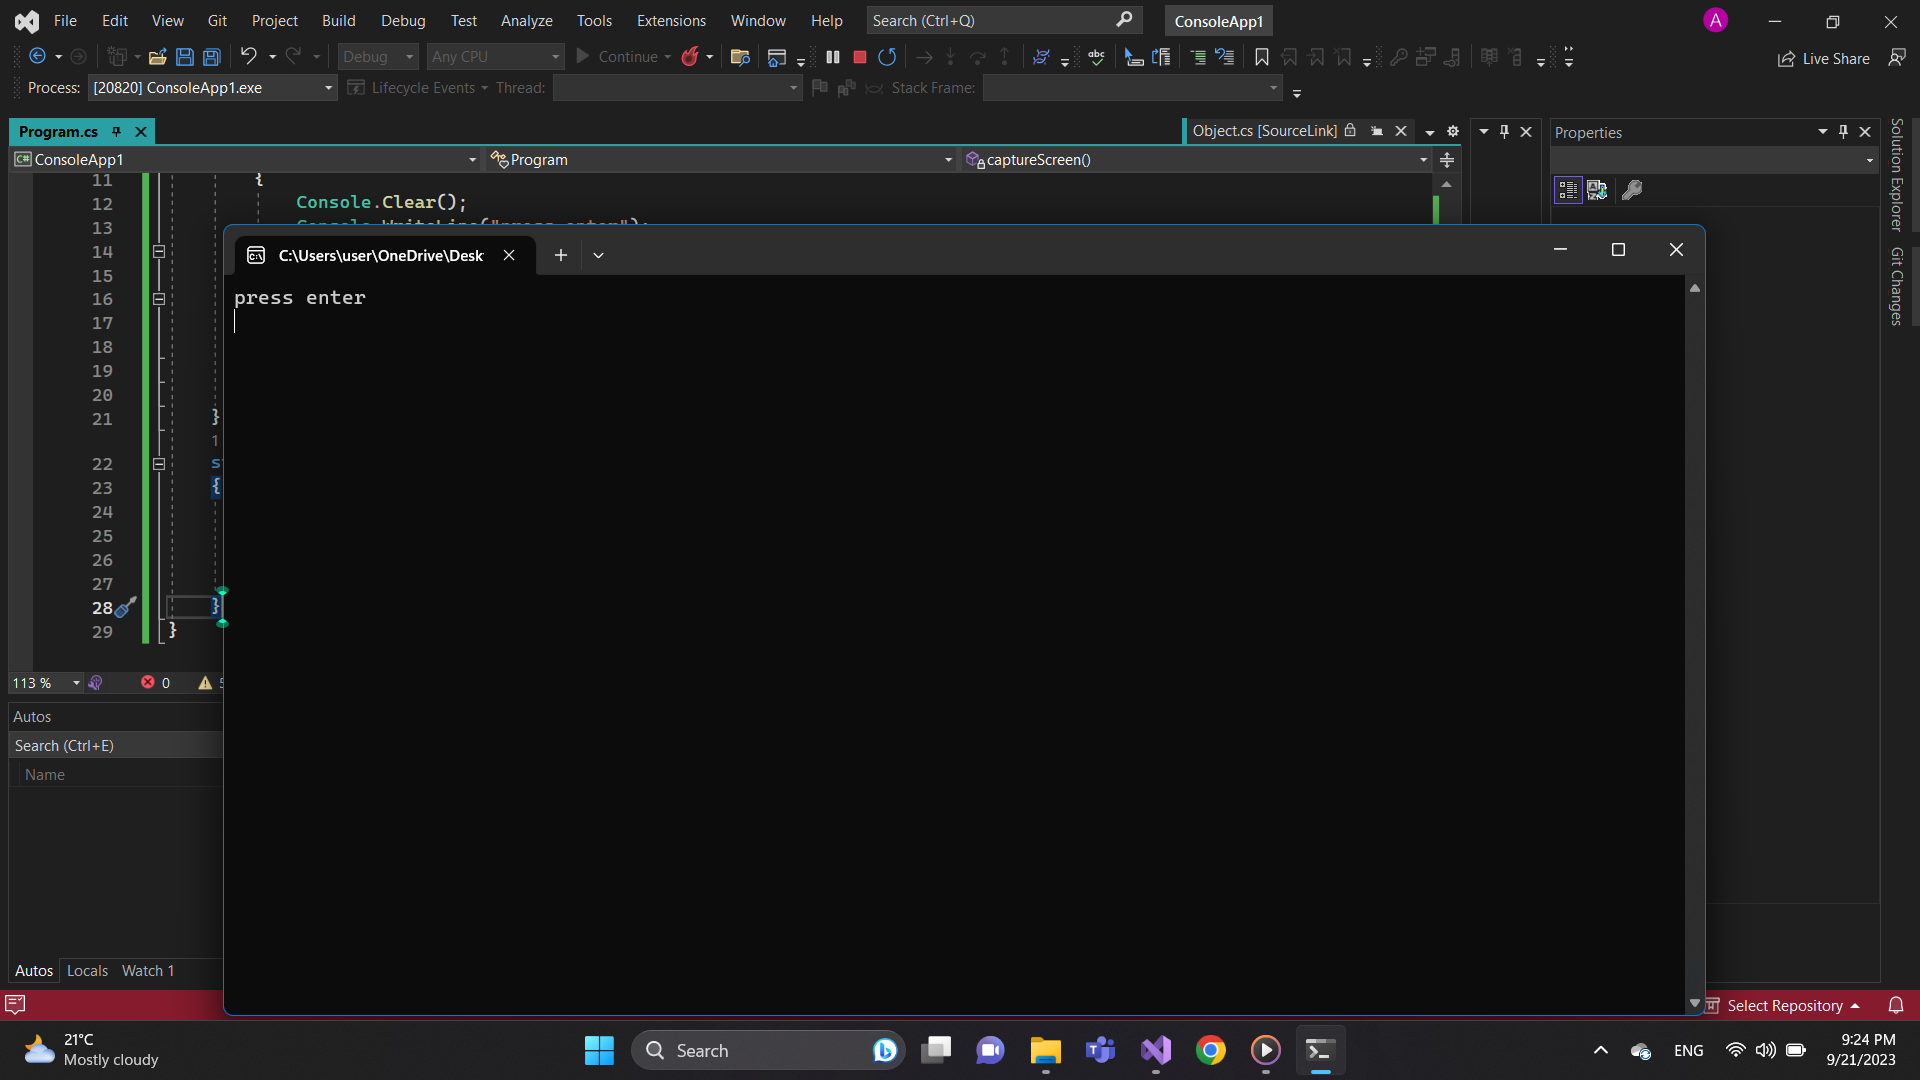 File Edit View Git Project Build Debug Test Analyze Tools Extensions Window Help Search (Ctrl+Q) ConsoleApp1 A
Debug Any CPU Continue abc Live Share
Process: [20820] ConsoleApp1.exe Lifecycle Events Thread: Stack Frame:
Program.cs Object.cs [SourceLink] Properties
C# ConsoleApp1 Program captureScreen()
Solution Explorer
Git Changes
11 {
12 Console.Clear();
13
14
15
16
17
18
19
20
21 }
1
22 s
23 {
24
25
26
27
28 }
29 }
C:\Users\user\OneDrive\Desk
press enter
113 % 0
Autos
Search (Ctrl+E)
Name
Autos Locals Watch 1
Select Repository
21°C
Mostly cloudy
Search
ENG
9:24 PM
9/21/2023